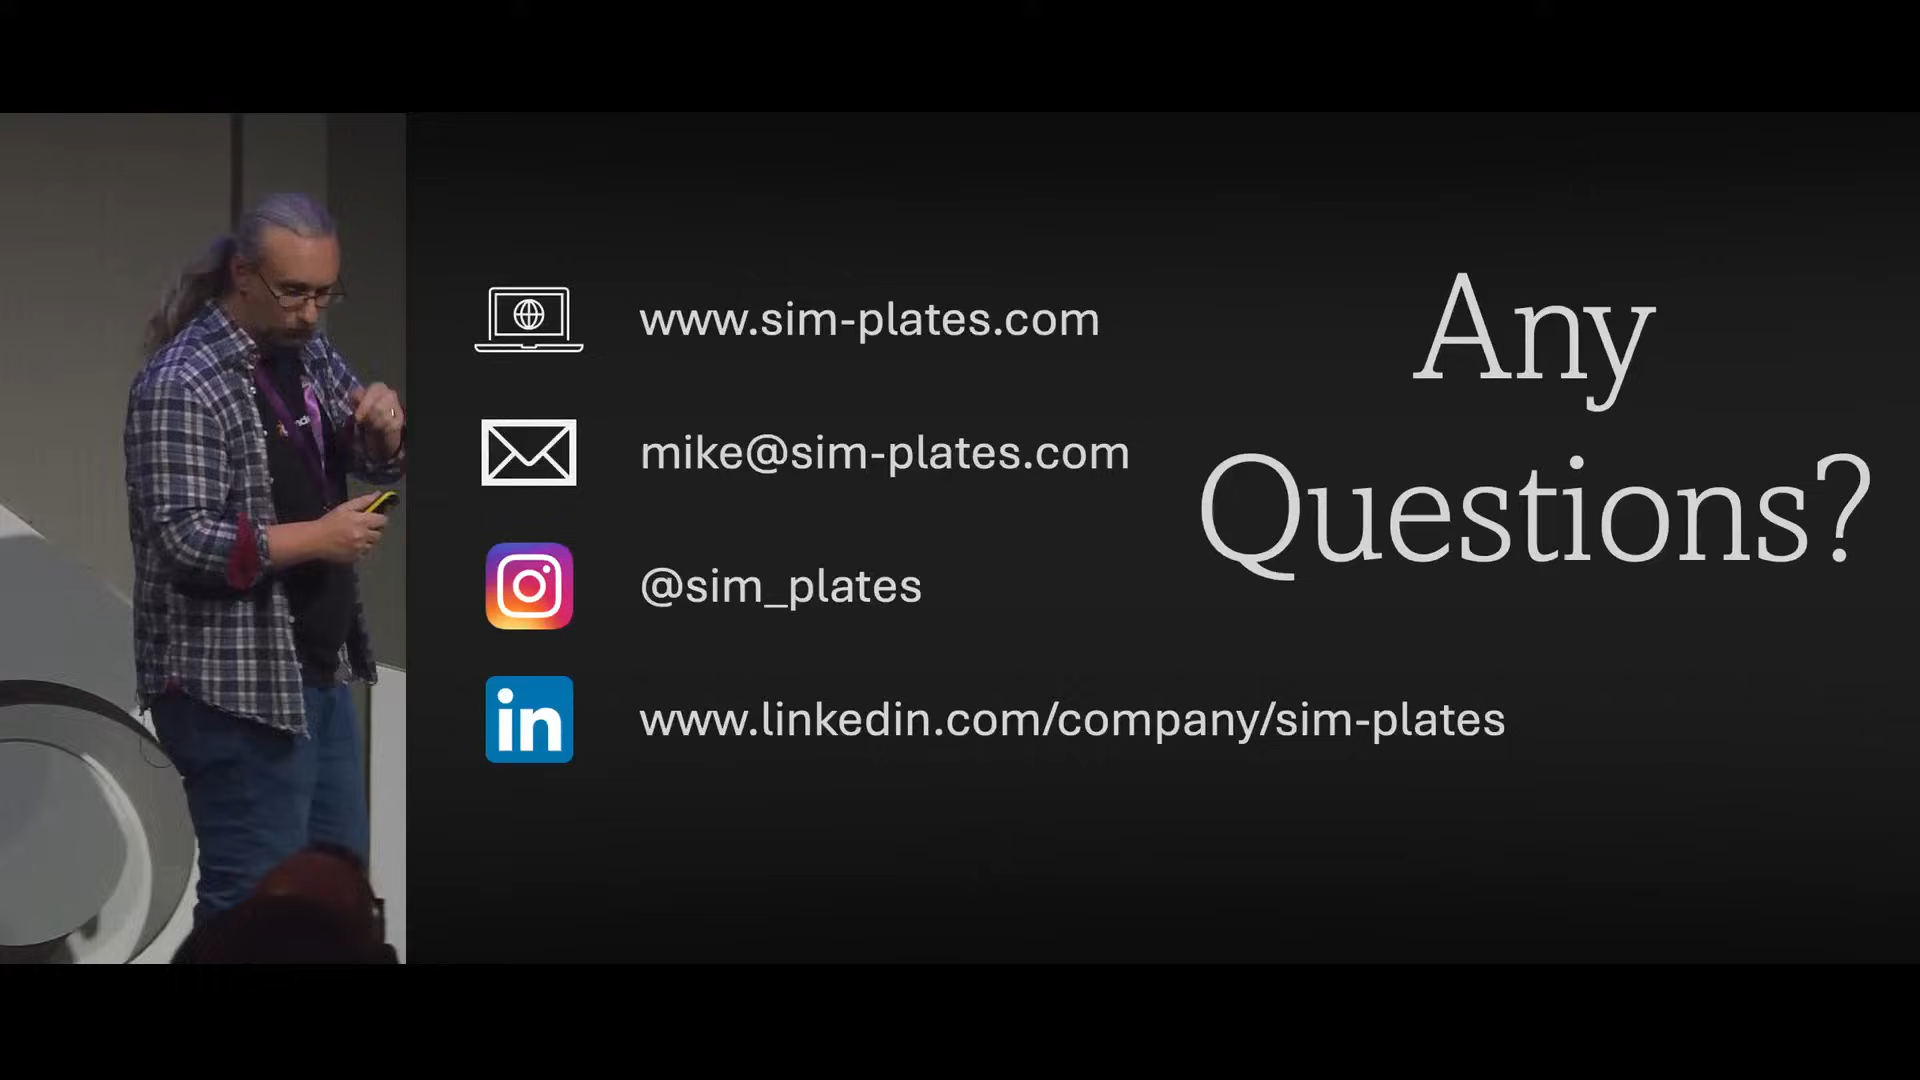 www.sim-plates.com
mike@sim-plates.com
@sim_plates
www.linkedin.com/company/sim-plates
Any
Questions?